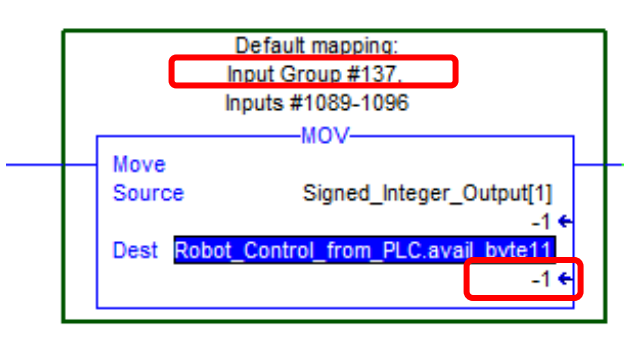 Default mapping:
Input Group #137.
Inputs #1089-1096
MOV
Move
Source Signed_Integer_Output[1]
-1
Dest Robot_Control_from_PLC.avail_byte11
-1